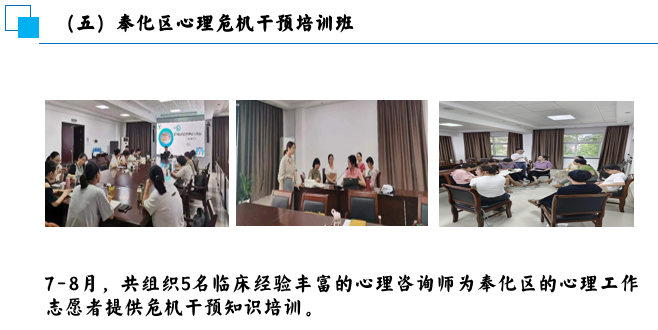 （五）奉化区心理危机干预培训班
7-8月，共组织5名临床经验丰富的心理咨询师为奉化区的心理工作
志愿者提供危机干预知识培训。